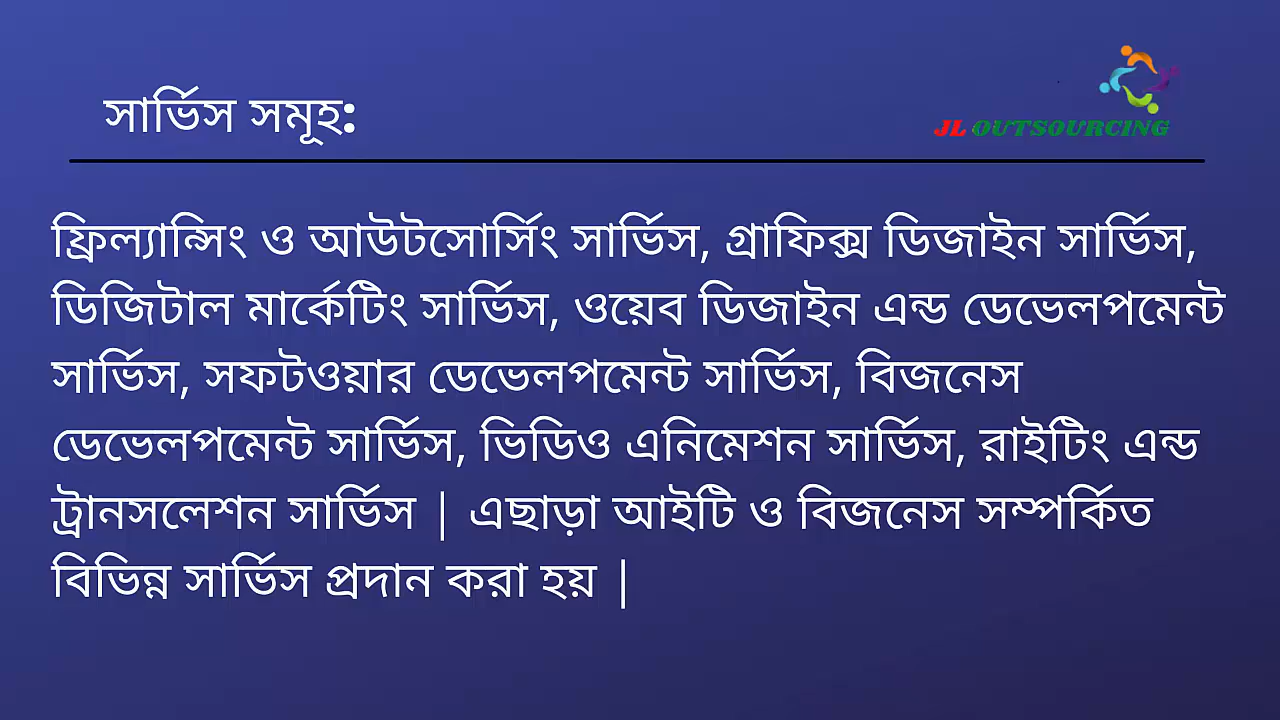 সার্ভিস সমূহ:
JL OUTSOURCING
ফ্রিল্যান্সিং ও আউটসোর্সিং সার্ভিস, গ্রাফিক্স ডিজাইন সার্ভিস,
ডিজিটাল মার্কেটিং সার্ভিস, ওয়েব ডিজাইন এন্ড ডেভেলপমেন্ট
সার্ভিস, সফটওয়ার ডেভেলপমেন্ট সার্ভিস, বিজনেস
ডেভেলপমেন্ট সার্ভিস, ভিডিও এনিমেশন সার্ভিস, রাইটিং এন্ড
ট্রানসলেশন সার্ভিস | এছাড়া আইটি ও বিজনেস সম্পর্কিত
বিভিন্ন সার্ভিস প্রদান করা হয় |